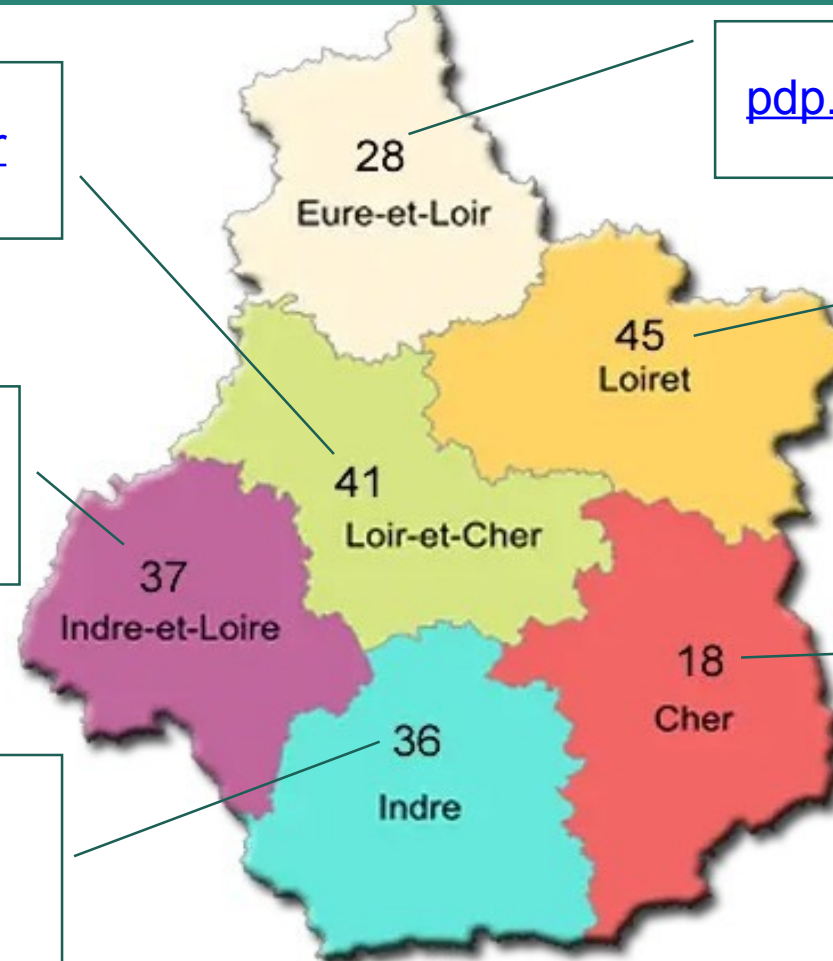 pdp.
r
28
Eure-et-Loir
45
Loiret
41
Loir-et-Cher
37
Indre-et-Loire
18
Cher
36
Indre